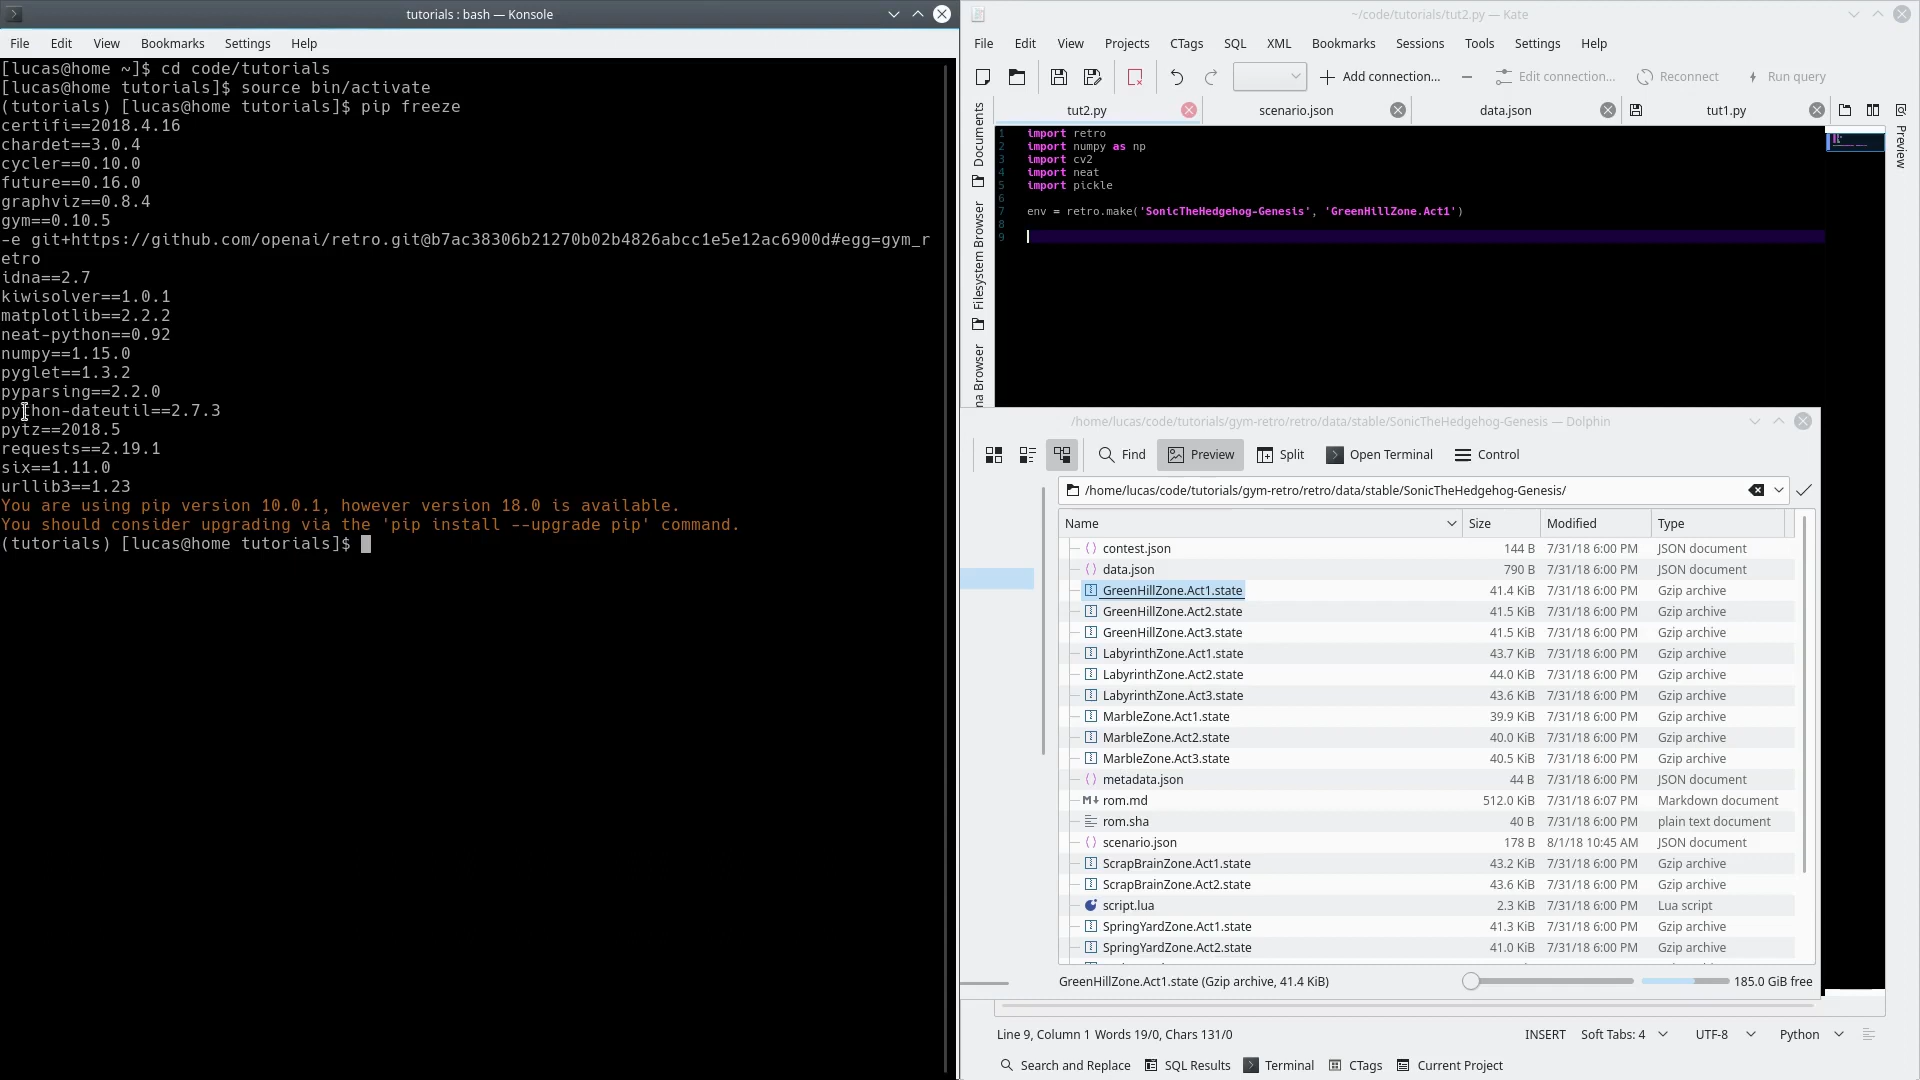 tutorials : bash — Konsole
File Edit View Bookmarks Settings Help
[lucas@home ~]$ cd code/tutorials
[lucas@home tutorials]$ source bin/activate
(tutorials) [lucas@home tutorials]$ pip freeze
certifi==2018.4.16
chardet==3.0.4
cycler==0.10.0
future==0.16.0
graphviz==0.8.4
gym==0.10.5
-e git+https://github.com/openai/retro.git@b7ac38306b21270b02b4826abcc1e5e12ac6900d#egg=gym_r
etro
idna==2.7
kiwisolver==1.0.1
matplotlib==2.2.2
neat-python==0.92
numpy==1.15.0
pyglet==1.3.2
pyparsing==2.2.0
python-dateutil==2.7.3
pytz==2018.5
requests==2.19.1
six==1.11.0
urllib3==1.23
You are using pip version 10.0.1, however version 18.0 is available.
You should consider upgrading via the 'pip install --upgrade pip' command.
(tutorials) [lucas@home tutorials]$
~/code/tutorials/tut2.py — Kate
File Edit View Projects CTags SQL XML Bookmarks Sessions Tools Settings Help
Add connection... Edit connection... Reconnect Run query
tut2.py scenario.json data.json tut1.py
Documents
Filesystem Browser
Browser
Preview
1 import retro
2 import numpy as np
3 import cv2
4 import neat
5 import pickle
6
7 env = retro.make('SonicTheHedgehog-Genesis', 'GreenHillZone.Act1')
8
9
/home/lucas/code/tutorials/gym-retro/retro/data/stable/SonicTheHedgehog-Genesis — Dolphin
Find Preview Split Open Terminal Control
/home/lucas/code/tutorials/gym-retro/retro/data/stable/SonicTheHedgehog-Genesis/
Name Size Modified Type
contest.json 144 B 7/31/18 6:00 PM JSON document
data.json 790 B 7/31/18 6:00 PM JSON document
GreenHillZone.Act1.state 41.4 KiB 7/31/18 6:00 PM Gzip archive
GreenHillZone.Act2.state 41.5 KiB 7/31/18 6:00 PM Gzip archive
GreenHillZone.Act3.state 41.5 KiB 7/31/18 6:00 PM Gzip archive
LabyrinthZone.Act1.state 43.7 KiB 7/31/18 6:00 PM Gzip archive
LabyrinthZone.Act2.state 44.0 KiB 7/31/18 6:00 PM Gzip archive
LabyrinthZone.Act3.state 43.6 KiB 7/31/18 6:00 PM Gzip archive
MarbleZone.Act1.state 39.9 KiB 7/31/18 6:00 PM Gzip archive
MarbleZone.Act2.state 40.0 KiB 7/31/18 6:00 PM Gzip archive
MarbleZone.Act3.state 40.5 KiB 7/31/18 6:00 PM Gzip archive
metadata.json 44 B 7/31/18 6:00 PM JSON document
rom.md 512.0 KiB 7/31/18 6:07 PM Markdown document
rom.sha 40 B 7/31/18 6:00 PM plain text document
scenario.json 178 B 8/1/18 10:45 AM JSON document
ScrapBrainZone.Act1.state 43.2 KiB 7/31/18 6:00 PM Gzip archive
ScrapBrainZone.Act2.state 43.6 KiB 7/31/18 6:00 PM Gzip archive
script.lua 2.3 KiB 7/31/18 6:00 PM Lua script
SpringYardZone.Act1.state 41.3 KiB 7/31/18 6:00 PM Gzip archive
SpringYardZone.Act2.state 41.0 KiB 7/31/18 6:00 PM Gzip archive
GreenHillZone.Act1.state (Gzip archive, 41.4 KiB) 185.0 GiB free
Line 9, Column 1 Words 19/0, Chars 131/0 INSERT Soft Tabs: 4 UTF-8 Python
Search and Replace SQL Results Terminal CTags Current Project